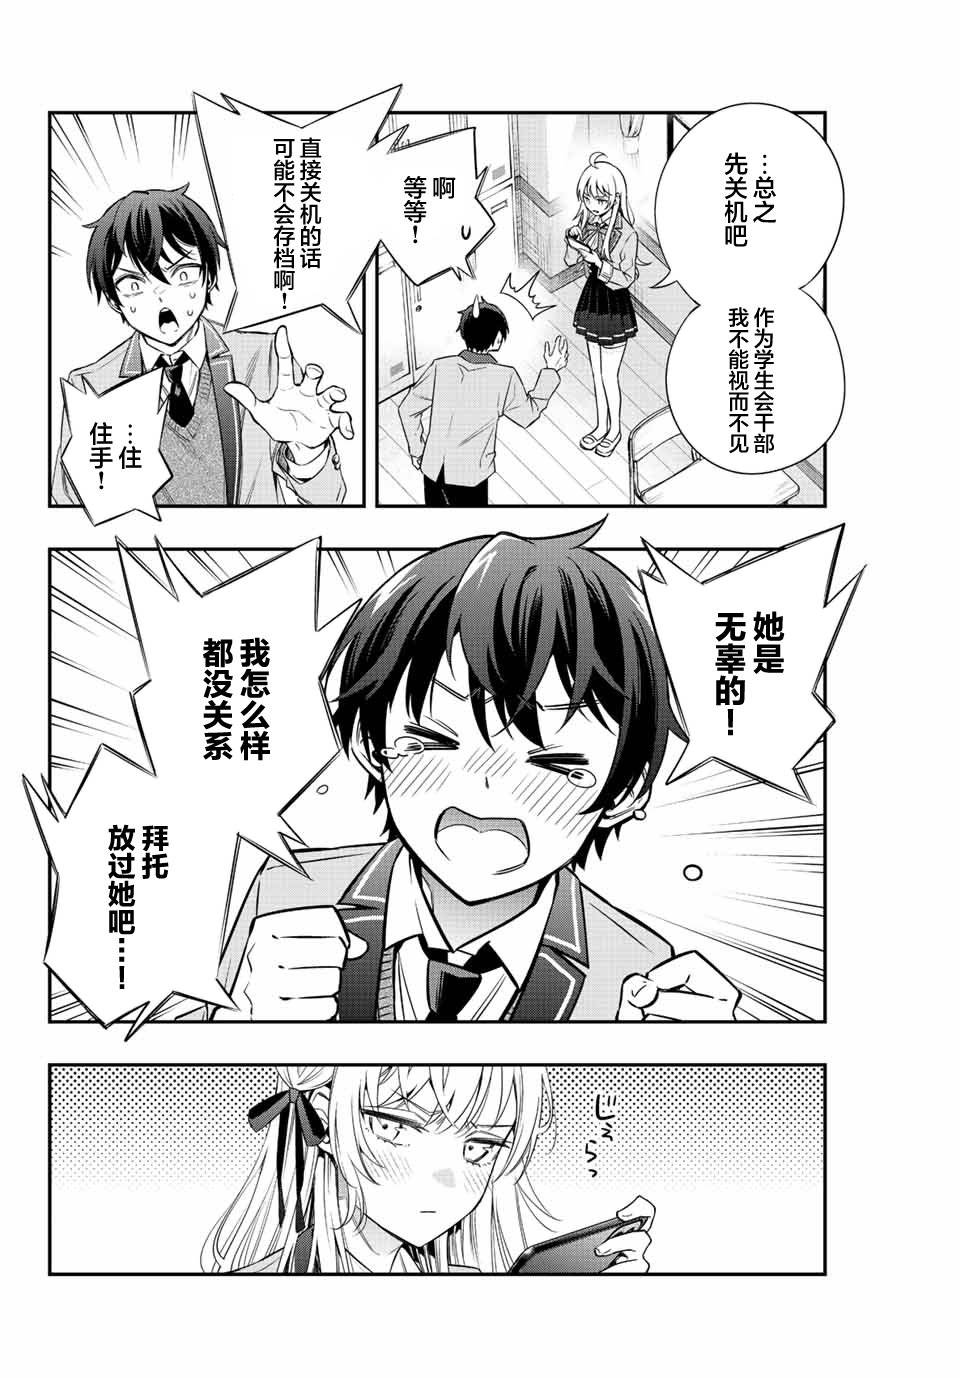 …总之
先关机吧
作为学生会干部
我不能视而不见
啊
等等！
直接关机的话
可能不会存档啊！
…住
住手！
她是
无辜的！
我怎么样
都没关系
拜托
放过她吧…！
じぇらっ